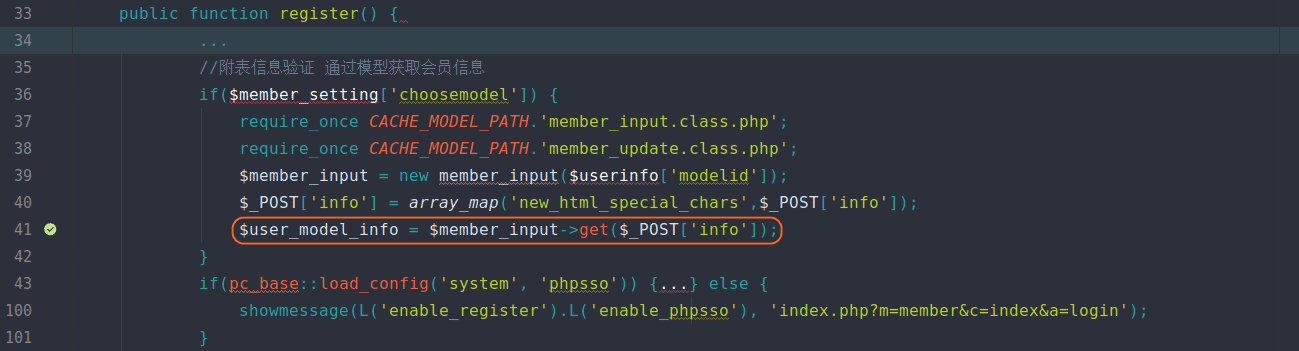 33 public function register() {
34 ...
35 //附表信息验证 通过模型获取会员信息
36 if($member_setting['choosemodel']) {
37 require_once CACHE_MODEL_PATH.'member_input.class.php';
38 require_once CACHE_MODEL_PATH.'member_update.class.php';
39 $member_input = new member_input($userinfo['modelid']);
40 $_POST['info'] = array_map('new_html_special_chars',$_POST['info']);
41 $user_model_info = $member_input->get($_POST['info']);
42 }
43 if(pc_base::load_config('system', 'phpsso')) {...} else {
100 showmessage(L('enable_register').L('enable_phpsso'), 'index.php?m=member&c=index&a=login');
101 }